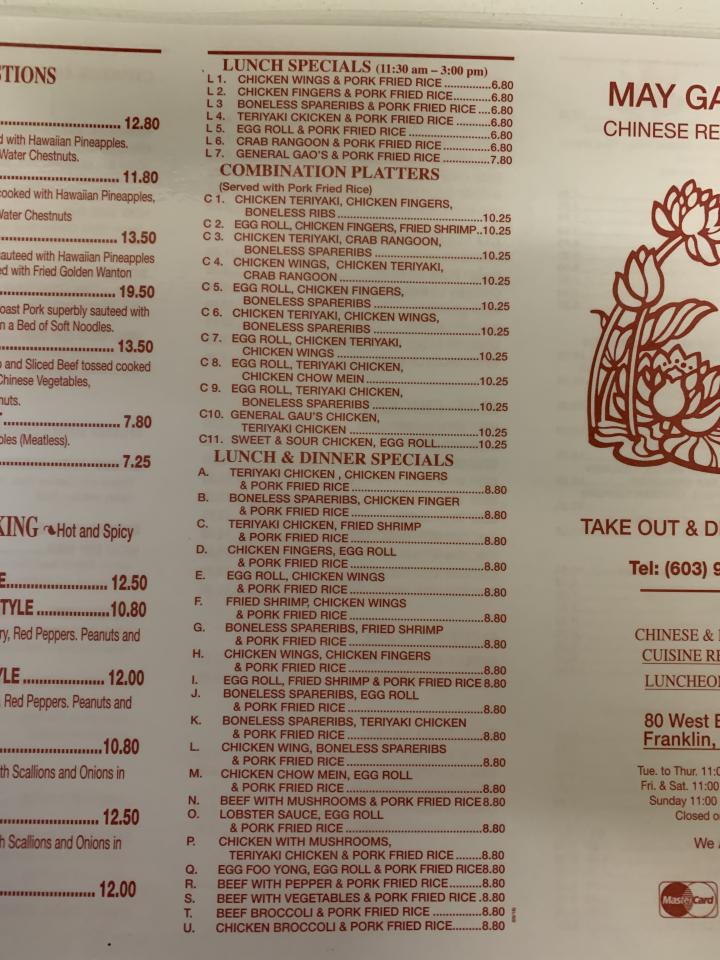 STIONS
12.80
d with Hawaiian Pineapples.
Water Chestnuts.
11.80
cooked with Hawaiian Pineapples,
Water Chestnuts
13.50
auteed with Hawaiian Pineapples
ed with Fried Golden Wanton
19.50
oast Pork superbly sauteed with
n a Bed of Soft Noodles.
13.50
o and Sliced Beef tossed cooked
Chinese Vegetables,
nuts.
7.80
bles (Meatless).
7.25
KING Hot and Spicy
E 12.50
TYLE 10.80
ry, Red Peppers. Peanuts and
YLE 12.00
, Red Peppers. Peanuts and
10.80
th Scallions and Onions in
12.50
h Scallions and Onions in
12.00
LUNCH SPECIALS (11:30 am – 3:00 pm)
L 1. CHICKEN WINGS & PORK FRIED RICE 6.80
L 2. CHICKEN FINGERS & PORK FRIED RICE 6.80
L 3 BONELESS SPARERIBS & PORK FRIED RICE 6.80
L 4. TERIYAKI CKICKEN & PORK FRIED RICE 6.80
L 5. EGG ROLL & PORK FRIED RICE 6.80
L 6. CRAB RANGOON & PORK FRIED RICE 6.80
L 7. GENERAL GAO'S & PORK FRIED RICE 7.80
COMBINATION PLATTERS
(Served with Pork Fried Rice)
C 1. CHICKEN TERIYAKI, CHICKEN FINGERS,
BONELESS RIBS 10.25
C 2. EGG ROLL, CHICKEN FINGERS, FRIED SHRIMP 10.25
C 3. CHICKEN TERIYAKI, CRAB RANGOON,
BONELESS SPARERIBS 10.25
C 4. CHICKEN WINGS, CHICKEN TERIYAKI,
CRAB RANGOON 10.25
C 5. EGG ROLL, CHICKEN FINGERS,
BONELESS SPARERIBS 10.25
C 6. CHICKEN TERIYAKI, CHICKEN WINGS,
BONELESS SPARERIBS 10.25
C 7. EGG ROLL, CHICKEN TERIYAKI,
CHICKEN WINGS 10.25
C 8. EGG ROLL, TERIYAKI CHICKEN,
CHICKEN CHOW MEIN 10.25
C 9. EGG ROLL, TERIYAKI CHICKEN,
BONELESS SPARERIBS 10.25
C10. GENERAL GAU'S CHICKEN,
TERIYAKI CHICKEN 10.25
C11. SWEET & SOUR CHICKEN, EGG ROLL 10.25
LUNCH & DINNER SPECIALS
A. TERIYAKI CHICKEN , CHICKEN FINGERS
& PORK FRIED RICE 8.80
B. BONELESS SPARERIBS, CHICKEN FINGER
& PORK FRIED RICE 8.80
C. TERIYAKI CHICKEN, FRIED SHRIMP
& PORK FRIED RICE 8.80
D. CHICKEN FINGERS, EGG ROLL
& PORK FRIED RICE 8.80
E. EGG ROLL, CHICKEN WINGS
& PORK FRIED RICE 8.80
F. FRIED SHRIMP, CHICKEN WINGS
& PORK FRIED RICE 8.80
G. BONELESS SPARERIBS, FRIED SHRIMP
& PORK FRIED RICE 8.80
H. CHICKEN WINGS, CHICKEN FINGERS
& PORK FRIED RICE 8.80
I. EGG ROLL, FRIED SHRIMP & PORK FRIED RICE 8.80
J. BONELESS SPARERIBS, EGG ROLL
& PORK FRIED RICE 8.80
K. BONELESS SPARERIBS, TERIYAKI CHICKEN
& PORK FRIED RICE 8.80
L. CHICKEN WING, BONELESS SPARERIBS
& PORK FRIED RICE 8.80
M. CHICKEN CHOW MEIN, EGG ROLL
& PORK FRIED RICE 8.80
N. BEEF WITH MUSHROOMS & PORK FRIED RICE 8.80
O. LOBSTER SAUCE, EGG ROLL
& PORK FRIED RICE 8.80
P. CHICKEN WITH MUSHROOMS,
TERIYAKI CHICKEN & PORK FRIED RICE 8.80
Q. EGG FOO YONG, EGG ROLL & PORK FRIED RICE 8.80
R. BEEF WITH PEPPER & PORK FRIED RICE 8.80
S. BEEF WITH VEGETABLES & PORK FRIED RICE 8.80
T. BEEF BROCCOLI & PORK FRIED RICE 8.80
U. CHICKEN BROCCOLI & PORK FRIED RICE 8.80
MAY GA
CHINESE RE
TAKE OUT & D
Tel: (603) 9
CHINESE &
CUISINE RE
LUNCHEO
80 West
Franklin,
Tue. to Thur. 11:0
Fri. & Sat. 11:00
Sunday 11:00
Closed o
We
MasterCard